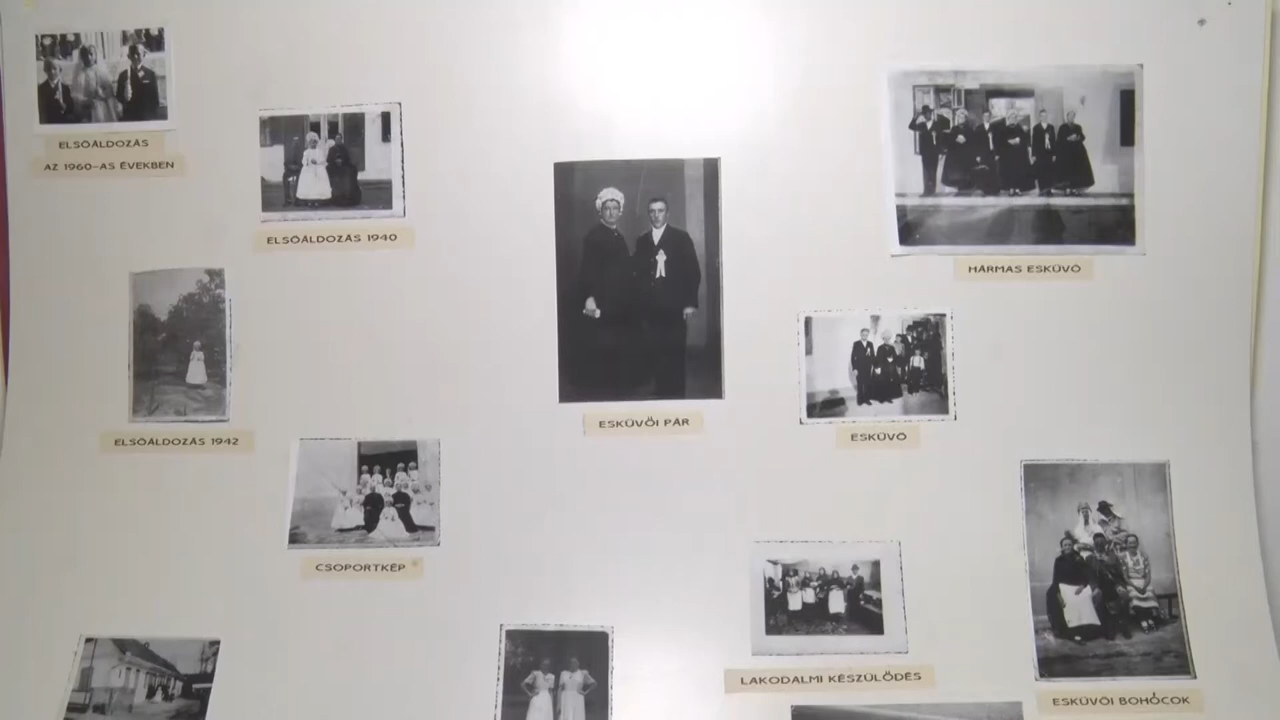 ELSŐÁLDOZÁS
AZ 1960-AS ÉVEKBEN
ELSŐÁLDOZÁS 1940
HÁRMAS ESKÜVŐ
ESKÜVŐI PÁR
ESKÜVŐ
ELSŐÁLDOZÁS 1942
CSOPORTKÉP
LAKODALMI KÉSZÜLŐDÉS
ESKÜVŐI BOHÓCOK